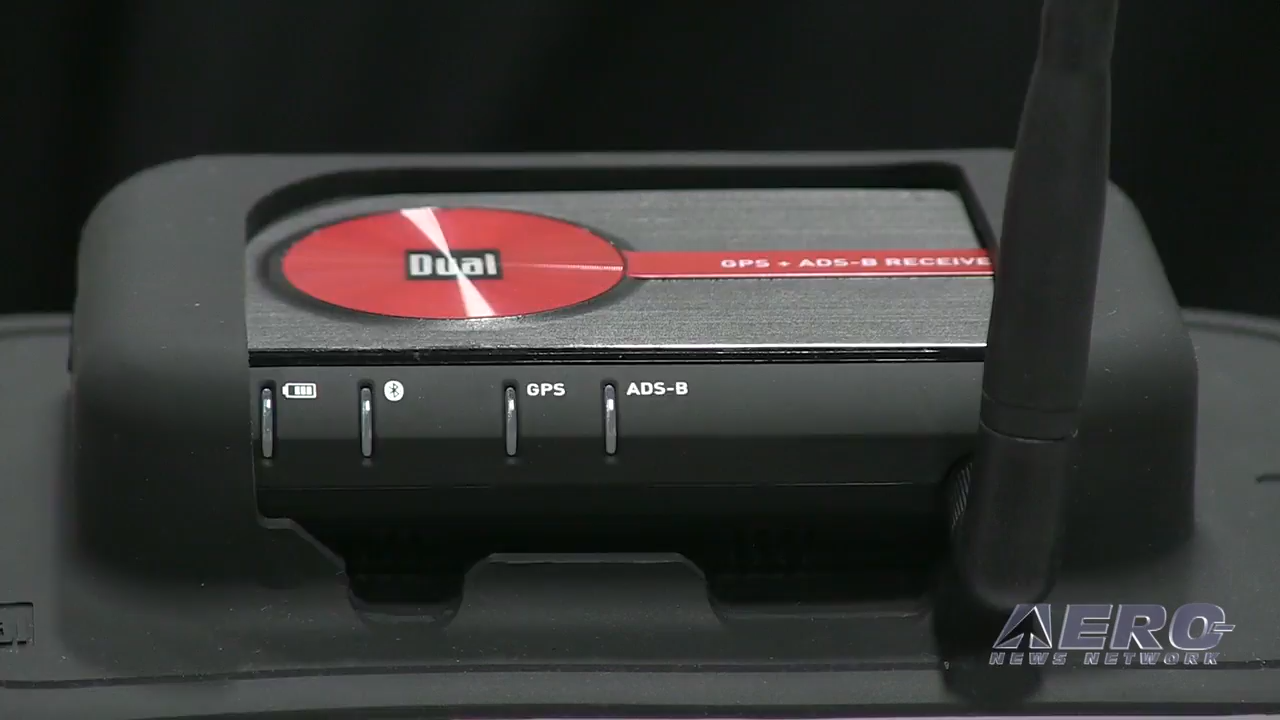 Dual
GPS + ADS-B RECEIVE
GPS
ADS-B
AERO
NEWS NETWORK